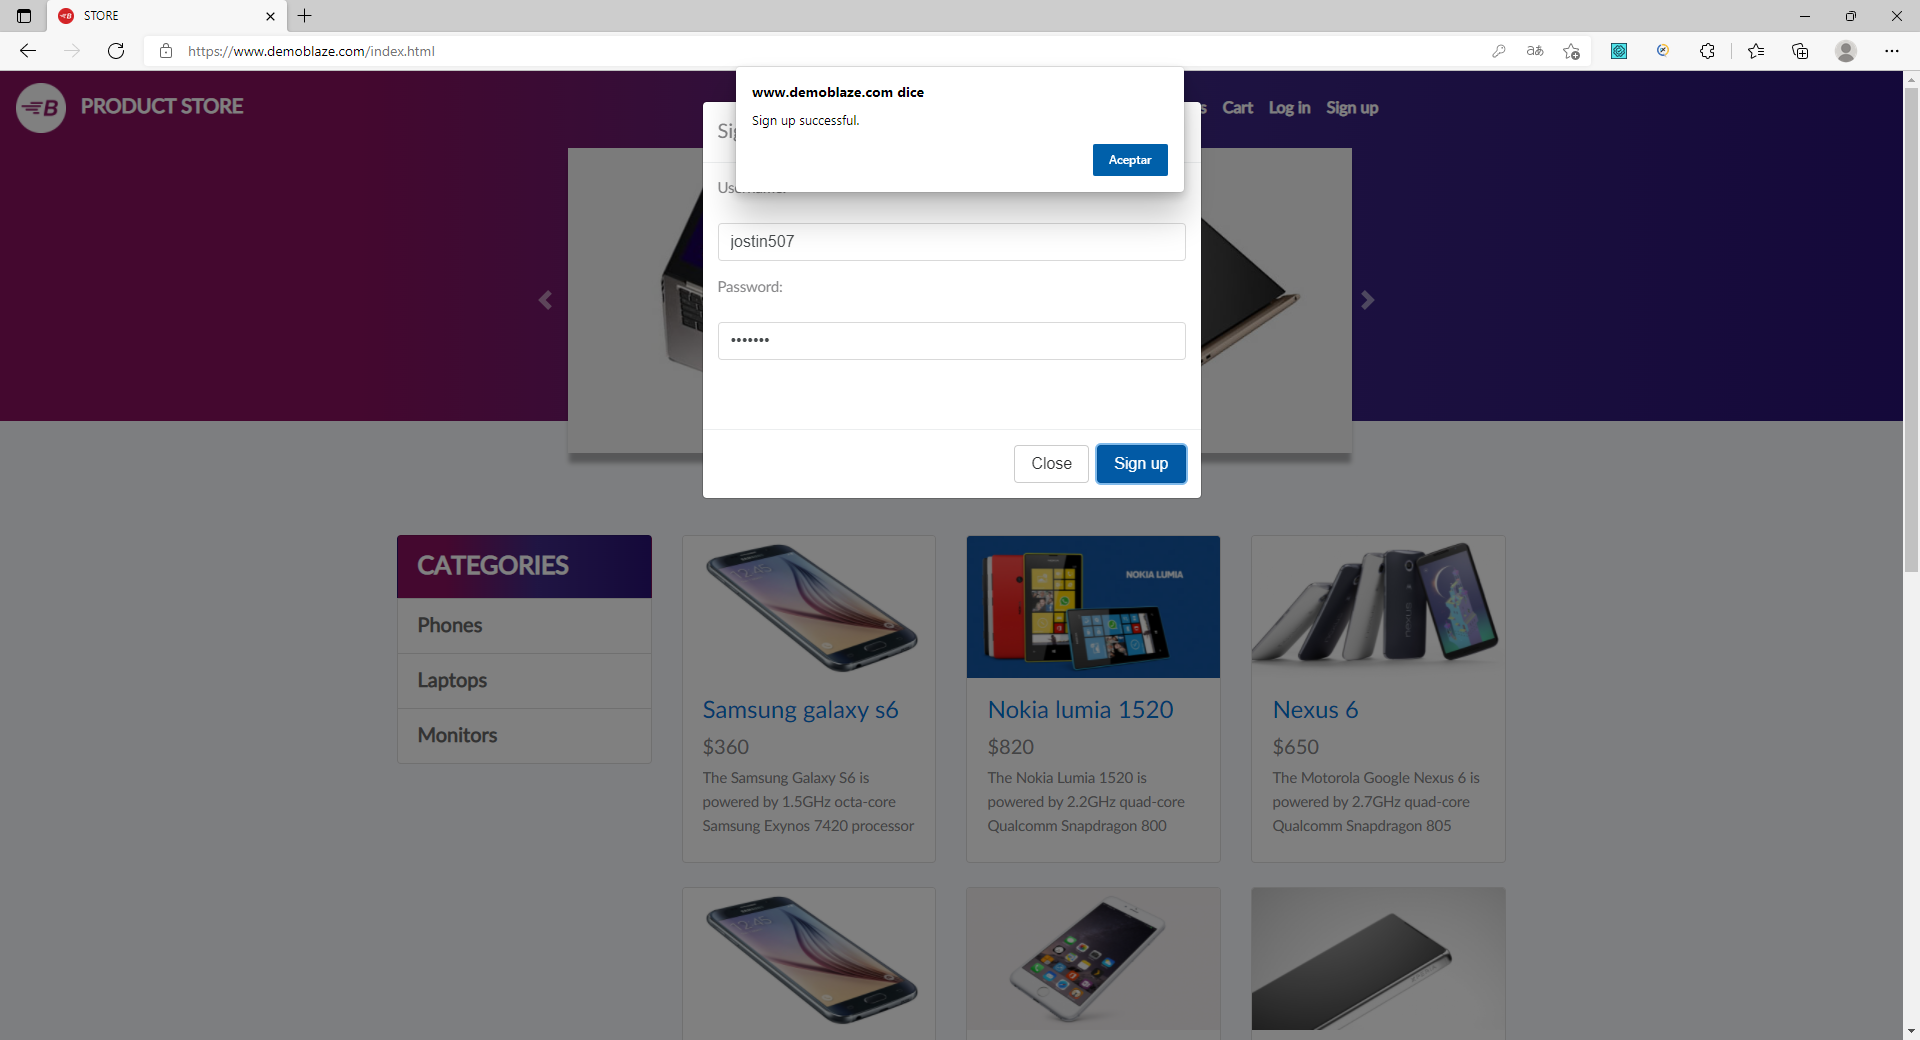 STORE
https://www.demoblaze.com/index.html
PRODUCT STORE
Cart Log in Sign up
www.demoblaze.com dice
Sign up successful.
Aceptar
jostin507
Password:
•••••••
Close
Sign up
CATEGORIES
Phones
Laptops
Monitors
NOKIA LUMIA
Samsung galaxy s6
$360
The Samsung Galaxy S6 is
powered by 1.5GHz octa-core
Samsung Exynos 7420 processor
Nokia lumia 1520
$820
The Nokia Lumia 1520 is
powered by 2.2GHz quad-core
Qualcomm Snapdragon 800
Nexus 6
$650
The Motorola Google Nexus 6 is
powered by 2.7GHz quad-core
Qualcomm Snapdragon 805